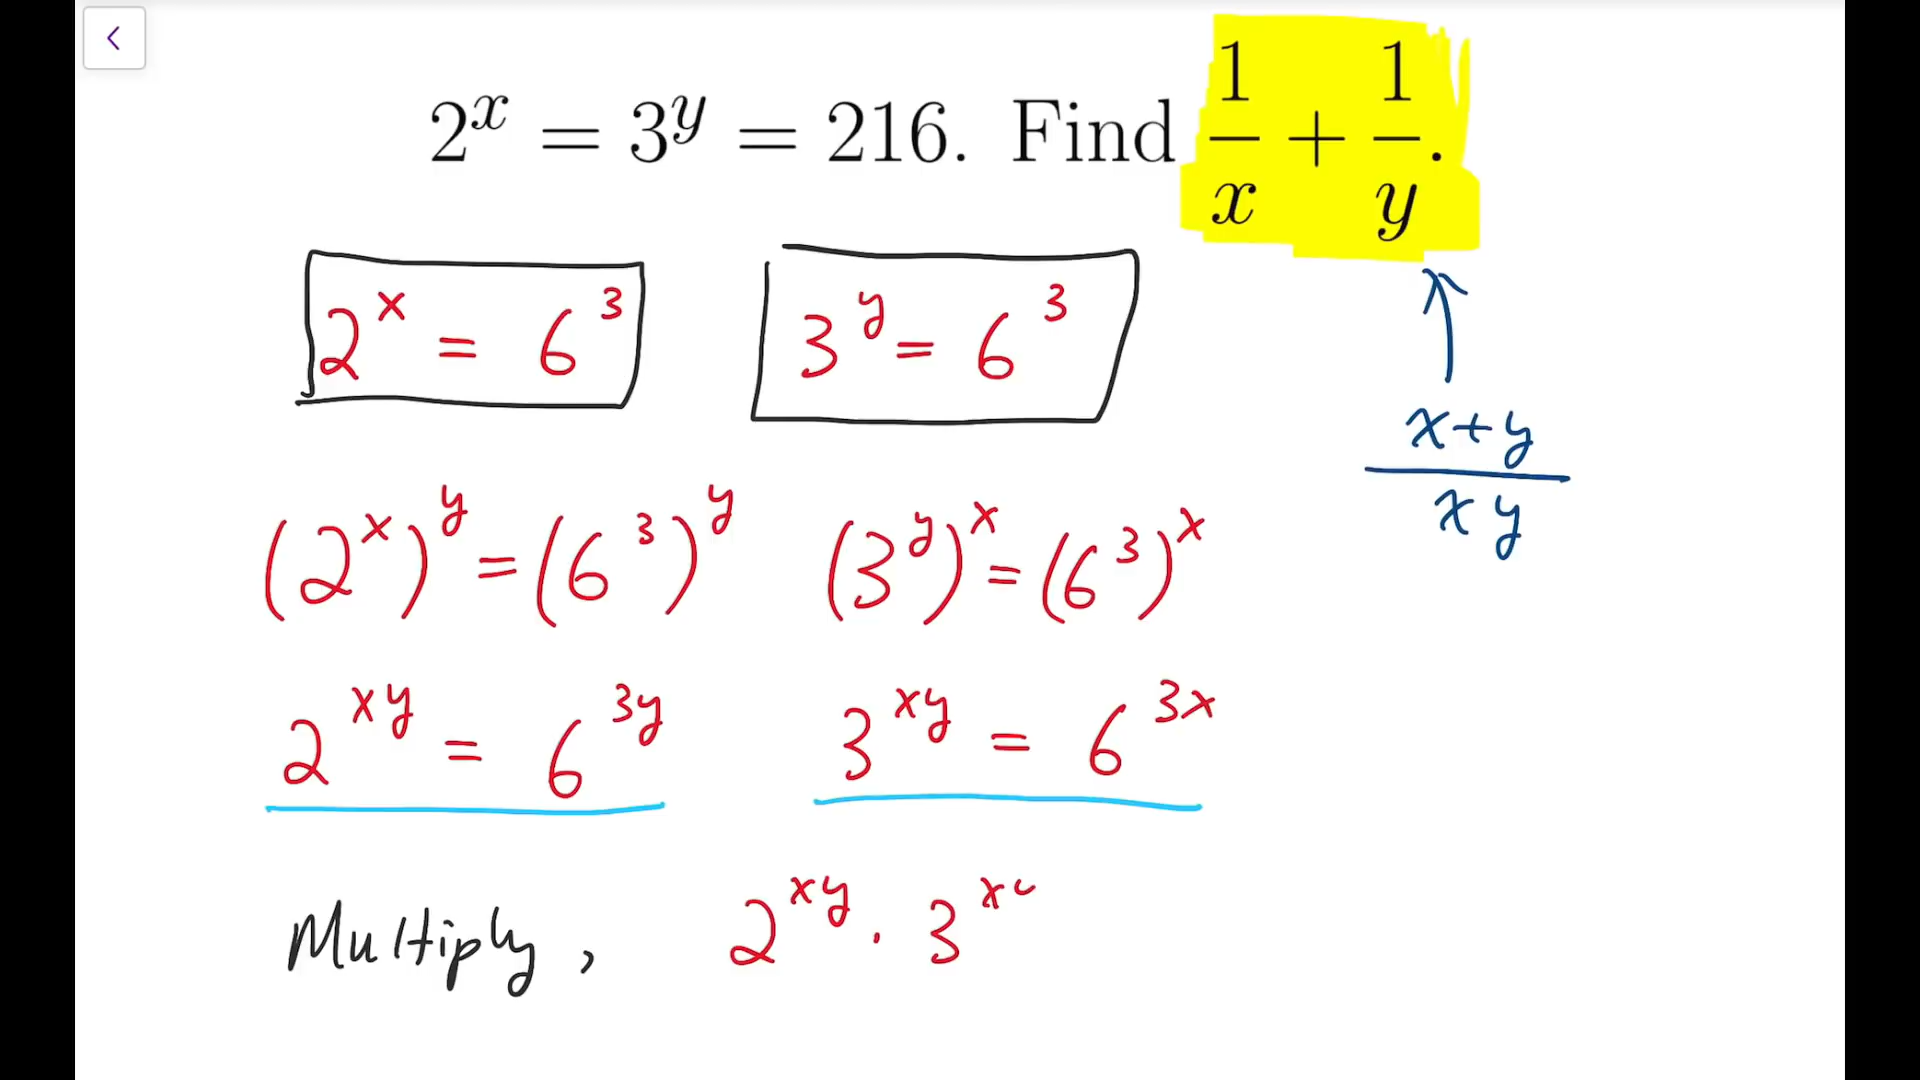 2^x = 3^y = 216. Find 1/x + 1/y.
2^x = 6^3 3^y = 6^3
x+y/xy
(2^x)^y = (6^3)^y (3^y)^x = (6^3)^x
2^xy = 6^3y 3^xy = 6^3x
Multiply, 2^xy · 3^x